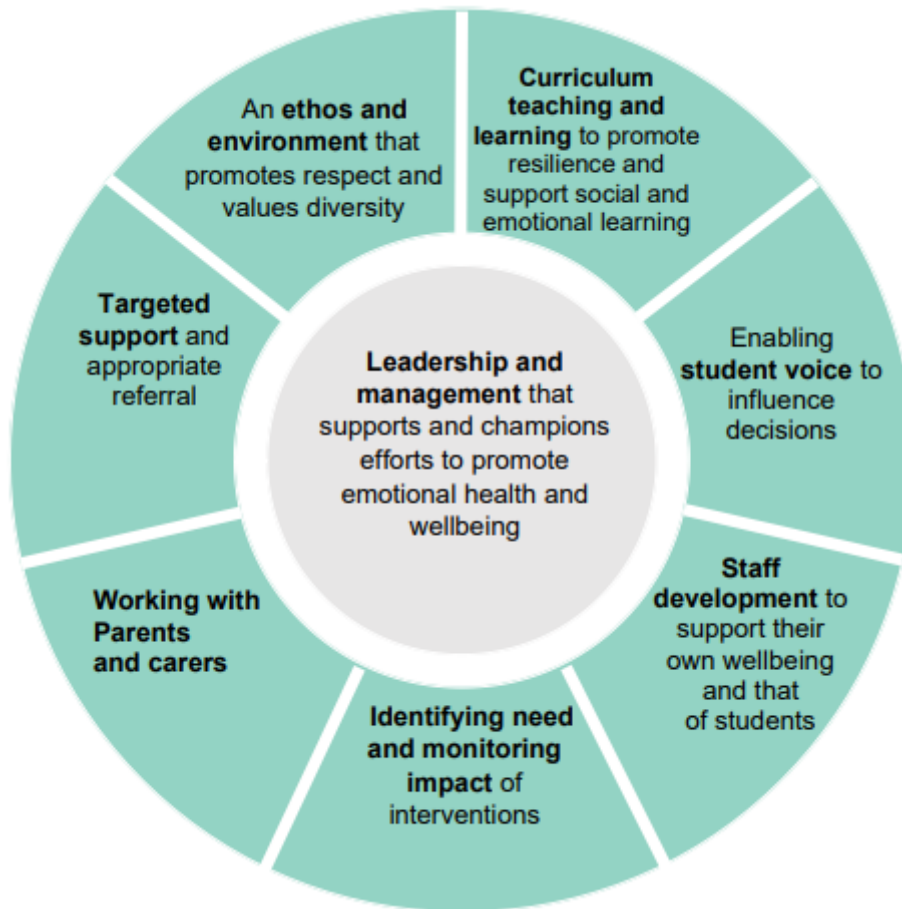 An ethos and
environment that
promotes respect and
values diversity
Curriculum
teaching and
learning to promote
resilience and
support social and
emotional learning
Enabling
student voice to
influence
decisions
Staff
development to
support their
own wellbeing
and that
of students
Identifying need
and monitoring
impact of
interventions
Working with
Parents
and carers
Targeted
support and
appropriate
referral
Leadership and
management that
supports and champions
efforts to promote
emotional health and
wellbeing